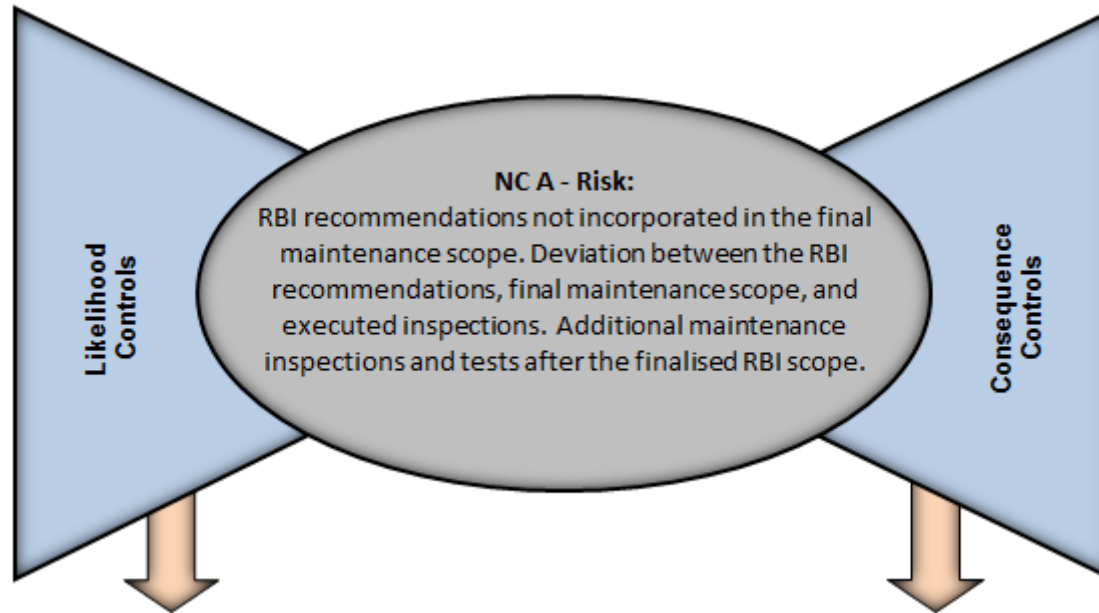 NC A - Risk:
RBI recommendations not incorporated in the final
maintenance scope. Deviation between the RBI
recommendations, final maintenance scope, and
executed inspections. Additional maintenance
inspections and tests after the finalised RBI scope.
Likelihood
Controls
Consequence
Controls